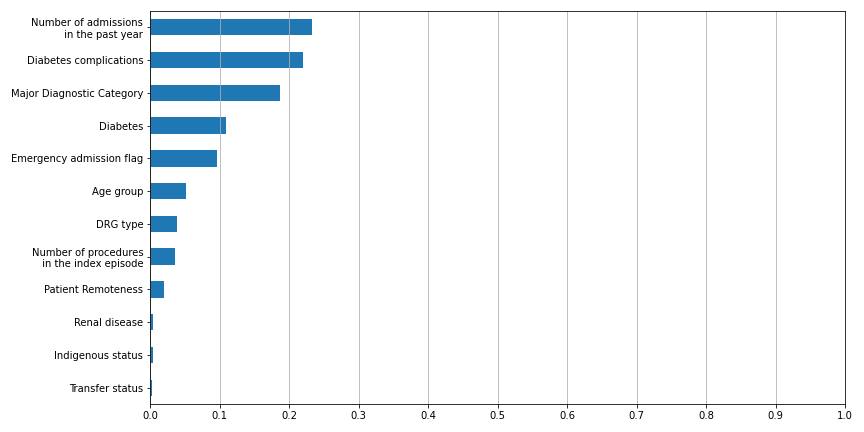 Number of admissions
in the past year
Diabetes complications
Major Diagnostic Category
Diabetes
Emergency admission flag
Age group
DRG type
Number of procedures
in the index episode
Patient Remoteness
Renal disease
Indigenous status
Transfer status
0.0 0.1 0.2 0.3 0.4 0.5 0.6 0.7 0.8 0.9 1.0